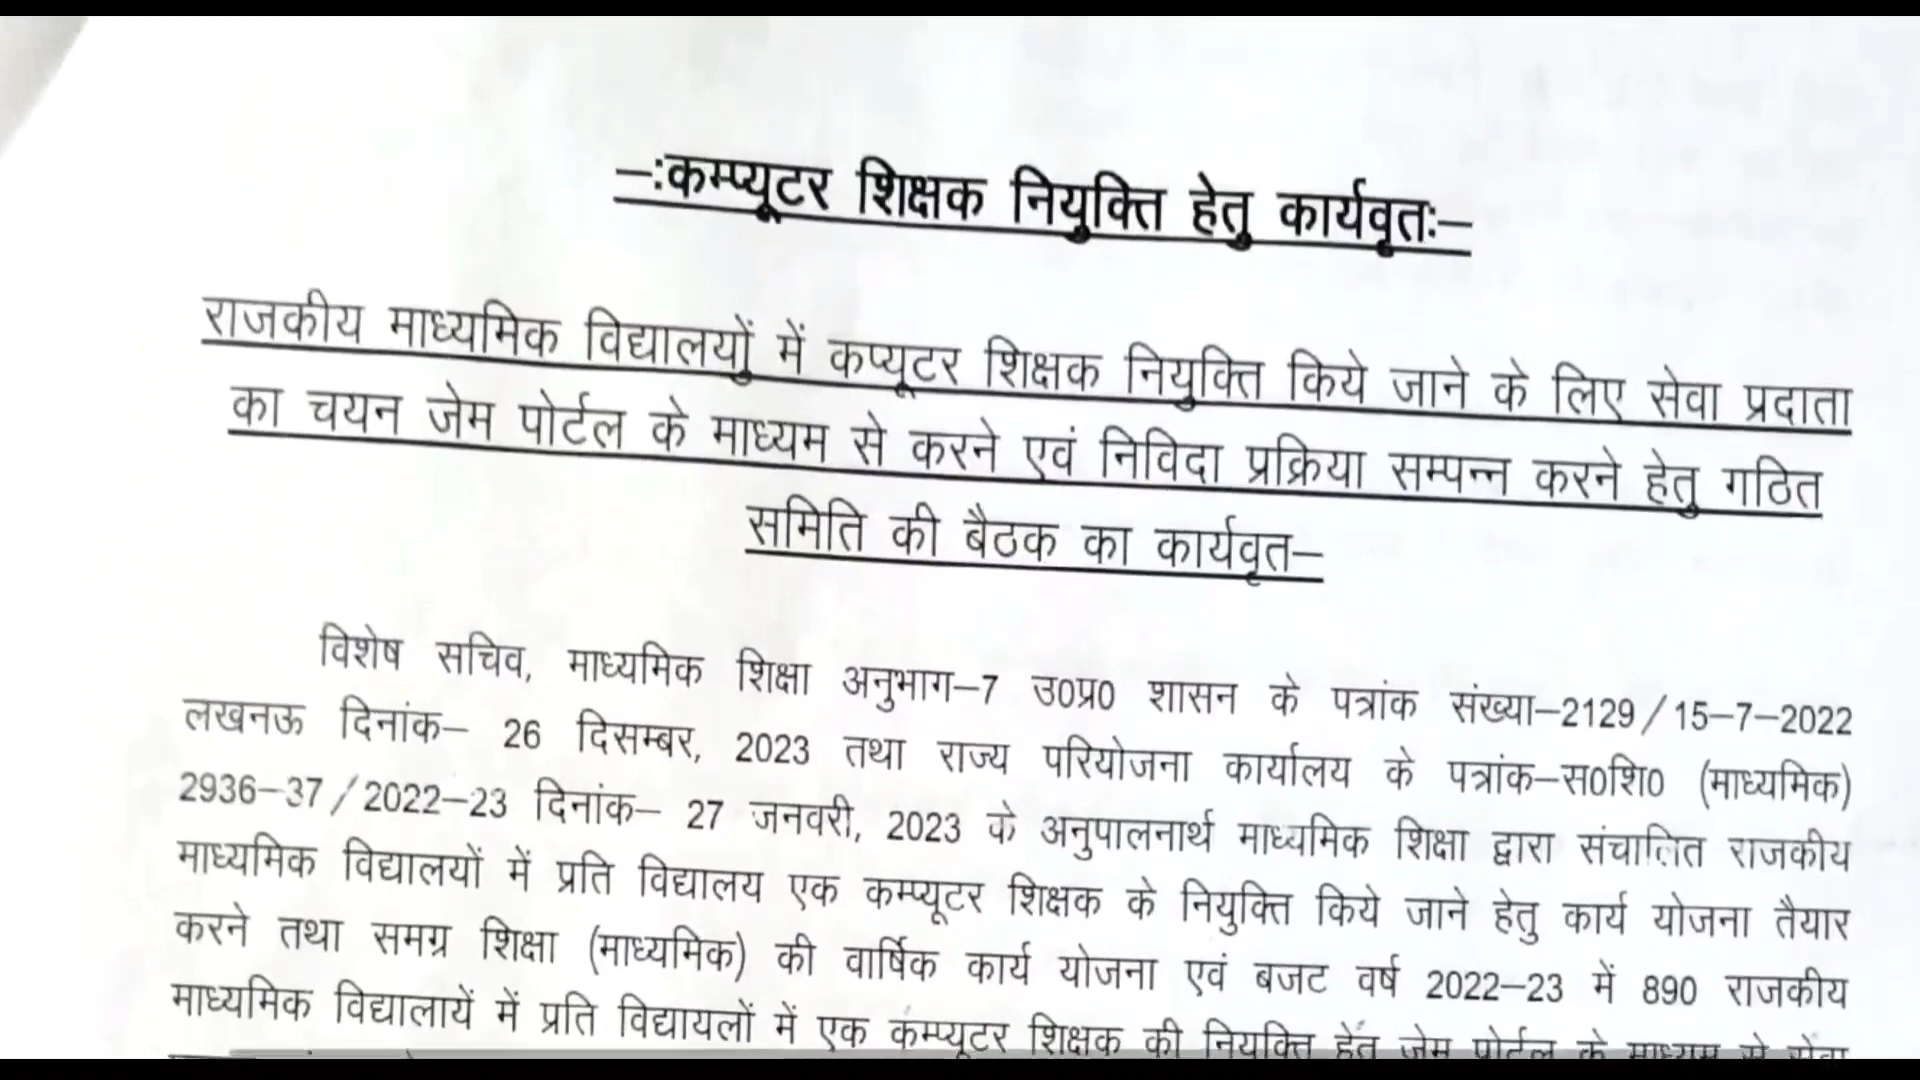 –:कम्प्यूटर शिक्षक नियुक्ति हेतु कार्यवृतः–
राजकीय माध्यमिक विद्यालयों में कप्यूटर शिक्षक नियुक्ति किये जाने के लिए सेवा प्रदाता
का चयन जेम पोर्टल के माध्यम से करने एवं निविदा प्रक्रिया सम्पन्न करने हेतु गठित
समिति की बैठक का कार्यवृत–
विशेष सचिव, माध्यमिक शिक्षा अनुभाग–7 उ0प्र0 शासन के पत्रांक संख्या–2129/15–7–2022
लखनऊ दिनांक– 26 दिसम्बर, 2023 तथा राज्य परियोजना कार्यालय के पत्रांक–स0शि0 (माध्यमिक)
2936–37/2022–23 दिनांक– 27 जनवरी, 2023 के अनुपालनार्थ माध्यमिक शिक्षा द्वारा संचालित राजकीय
माध्यमिक विद्यालयों में प्रति विद्यालय एक कम्प्यूटर शिक्षक के नियुक्ति किये जाने हेतु कार्य योजना तैयार
करने तथा समग्र शिक्षा (माध्यमिक) की वार्षिक कार्य योजना एवं बजट वर्ष 2022–23 में 890 राजकीय
माध्यमिक विद्यालायें में प्रति विद्यायलों में एक कम्प्यूटर शिक्षक की नियुक्ति हेतु जेम पोर्टल के माध्यम से सेवा